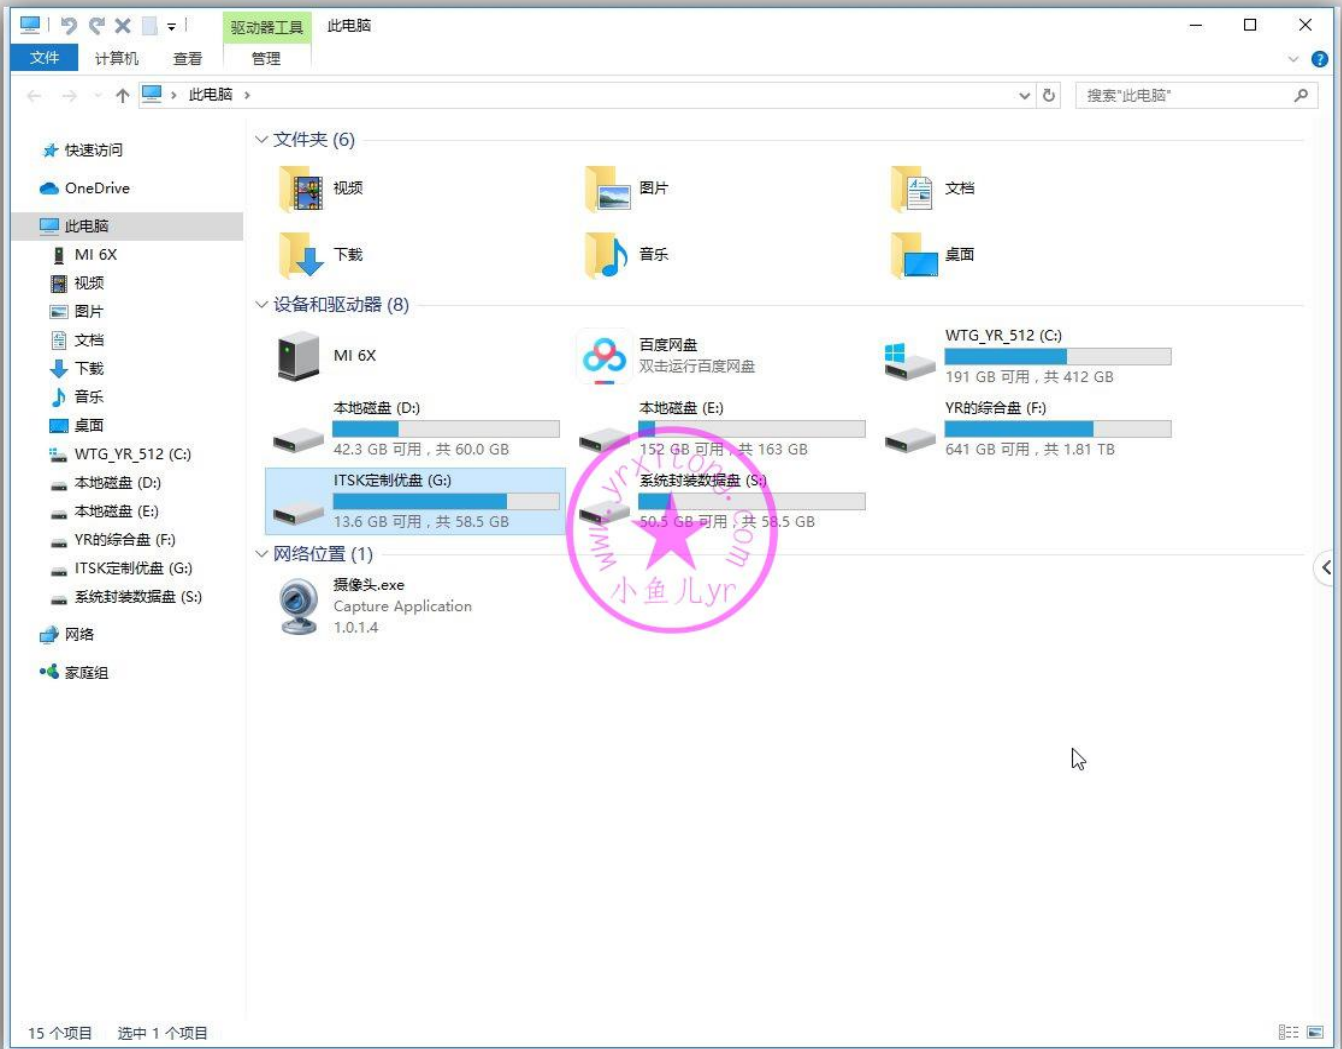 驱动器工具 此电脑
文件 计算机 查看 管理
此电脑 搜索"此电脑"
快速访问
OneDrive
此电脑
MI 6X
视频
图片
文档
下载
音乐
桌面
WTG_YR_512 (C:)
本地磁盘 (D:)
本地磁盘 (E:)
YR的综合盘 (F:)
ITSK定制优盘 (G:)
系统封装数据盘 (S:)
网络
家庭组
文件夹 (6)
视频 图片 文档
下载 音乐 桌面
设备和驱动器 (8)
MI 6X
百度网盘
双击运行百度网盘
WTG_YR_512 (C:)
191 GB 可用，共 412 GB
本地磁盘 (D:)
42.3 GB 可用，共 60.0 GB
本地磁盘 (E:)
152 GB 可用，共 163 GB
YR的综合盘 (F:)
641 GB 可用，共 1.81 TB
ITSK定制优盘 (G:)
13.6 GB 可用，共 58.5 GB
系统封装数据盘 (S:)
50.5 GB 可用，共 58.5 GB
网络位置 (1)
摄像头.exe
Capture Application
1.0.1.4
www.yrxitong.com
小鱼儿yr
15 个项目 选中 1 个项目